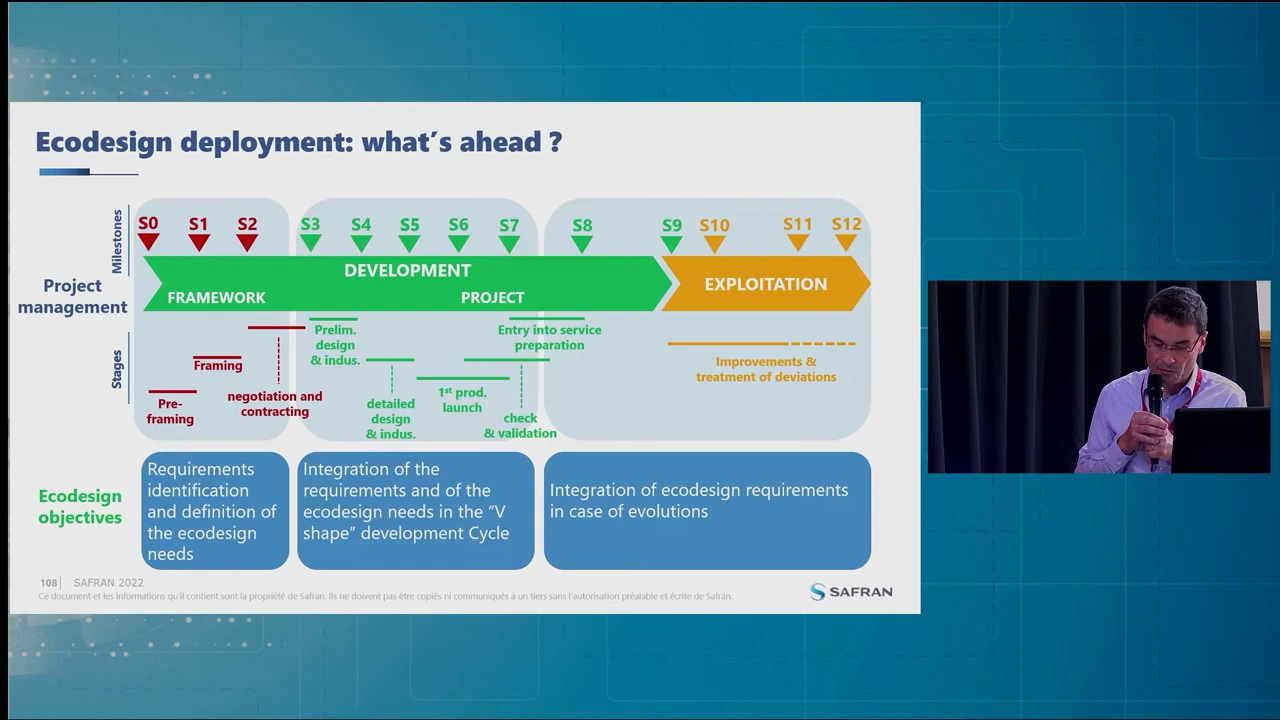 Ecodesign deployment: what's ahead ?
Milestones
S0 S1 S2 S3 S4 S5 S6 S7 S8 S9 S10 S11 S12
Project
management
DEVELOPMENT
FRAMEWORK
PROJECT
EXPLOITATION
Stages
Pre-
framing
Framing
negotiation and
contracting
Prelim.
design
& indus.
detailed
design
& indus.
1st prod.
launch
Entry into service
preparation
check
& validation
Improvements &
treatment of deviations
Ecodesign
objectives
Requirements
identification
and definition of
the ecodesign
needs
Integration of the
requirements and of the
ecodesign needs in the “V
shape” development Cycle
Integration of ecodesign requirements
in case of evolutions
108 | SAFRAN 2022
Ce document et les informations qu'il contient sont la propriété de Safran. Ils ne doivent pas être copiés ni communiqués à un tiers sans l'autorisation préalable et écrite de Safran.
SAFRAN